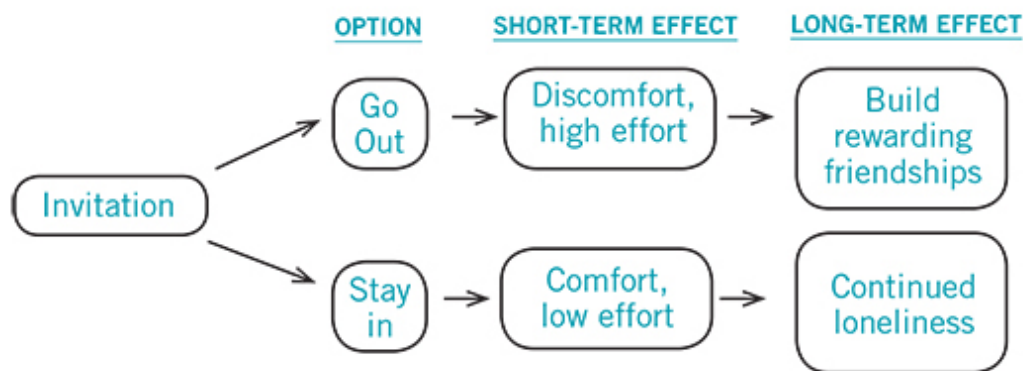 OPTION
SHORT-TERM EFFECT
LONG-TERM EFFECT
Invitation
Go
Out
Discomfort,
high effort
Build
rewarding
friendships
Stay
in
Comfort,
low effort
Continued
loneliness